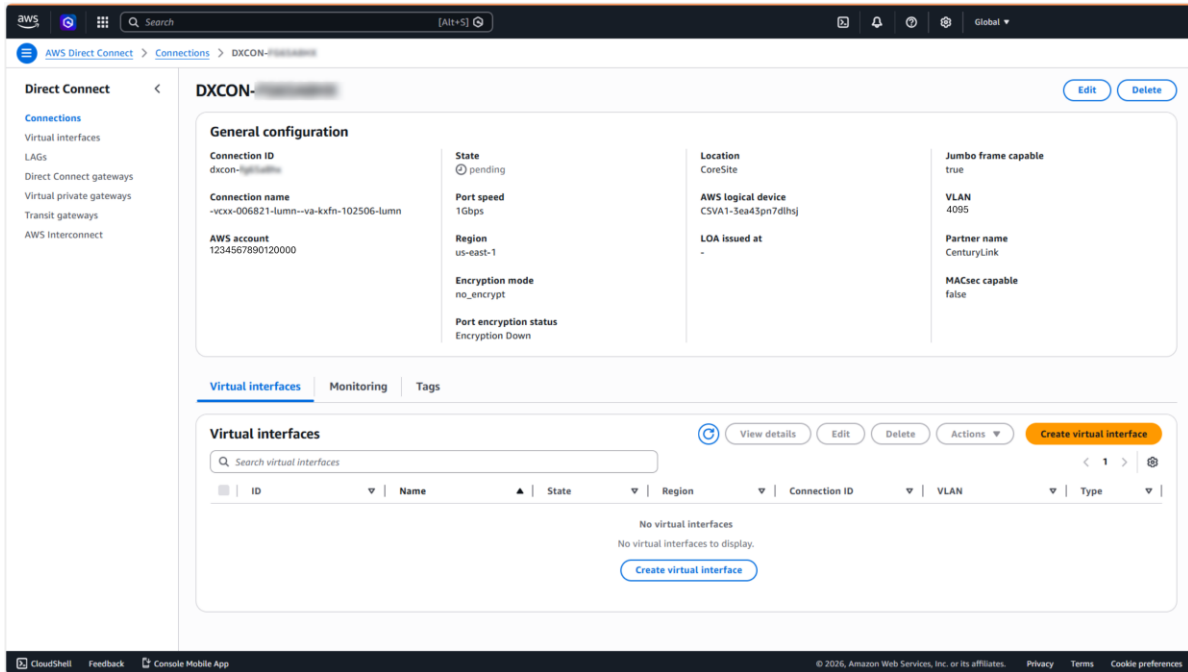 aws
Search [Alt+S]
Global
AWS Direct Connect > Connections > DXCON-
Direct Connect
Connections
Virtual interfaces
LAGs
Direct Connect gateways
Virtual private gateways
Transit gateways
AWS Interconnect
DXCON-
Edit
Delete
General configuration
Connection ID
dxcon-
Connection name
-vcxx-006821-lumn--va-kxfn-102506-lumn
AWS account
1234567890120000
State
pending
Port speed
1Gbps
Region
us-east-1
Encryption mode
no_encrypt
Port encryption status
Encryption Down
Location
CoreSite
AWS logical device
CSVA1-3ea43pn7dlhsj
LOA issued at
-
Jumbo frame capable
true
VLAN
4095
Partner name
CenturyLink
MACsec capable
false
Virtual interfaces Monitoring Tags
Virtual interfaces
View details Edit Delete Actions Create virtual interface
Search virtual interfaces
1
ID Name State Region Connection ID VLAN Type
No virtual interfaces
No virtual interfaces to display.
Create virtual interface
CloudShell Feedback Console Mobile App © 2026, Amazon Web Services, Inc. or its affiliates. Privacy Terms Cookie preferences